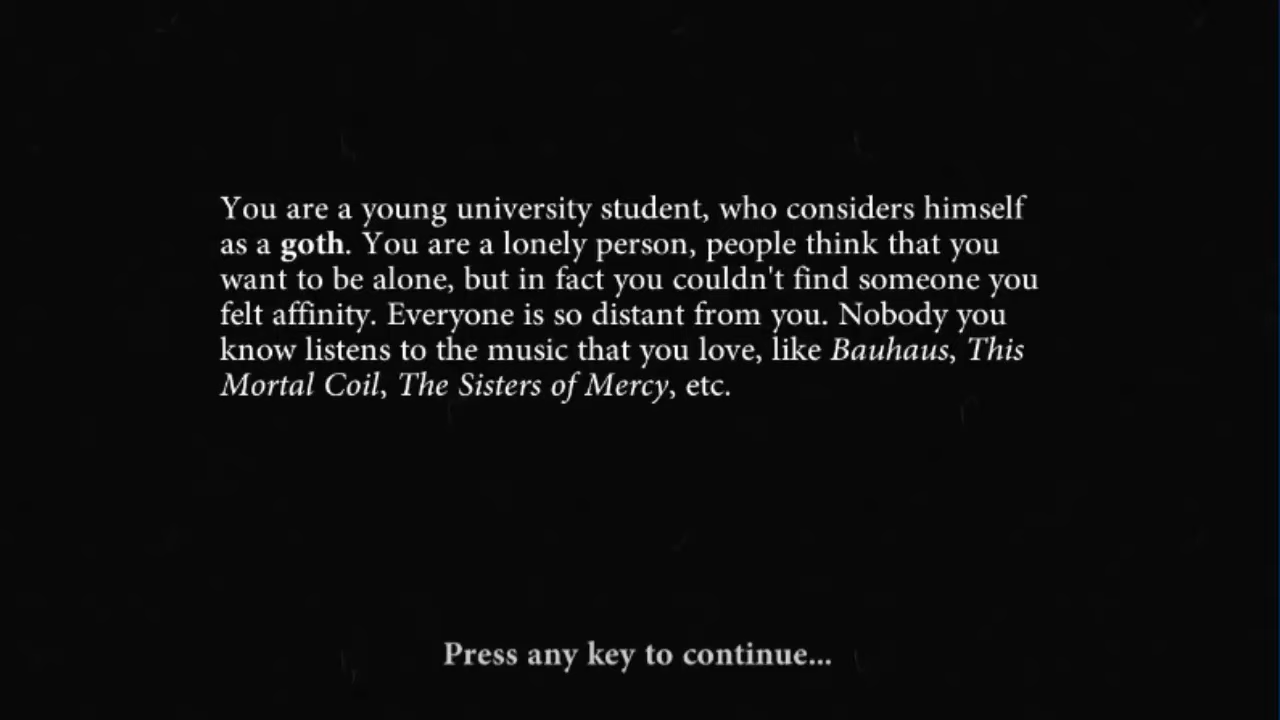 You are a young university student, who considers himself
as a goth. You are a lonely person, people think that you
want to be alone, but in fact you couldn't find someone you
felt affinity. Everyone is so distant from you. Nobody you
know listens to the music that you love, like Bauhaus, This
Mortal Coil, The Sisters of Mercy, etc.
Press any key to continue...